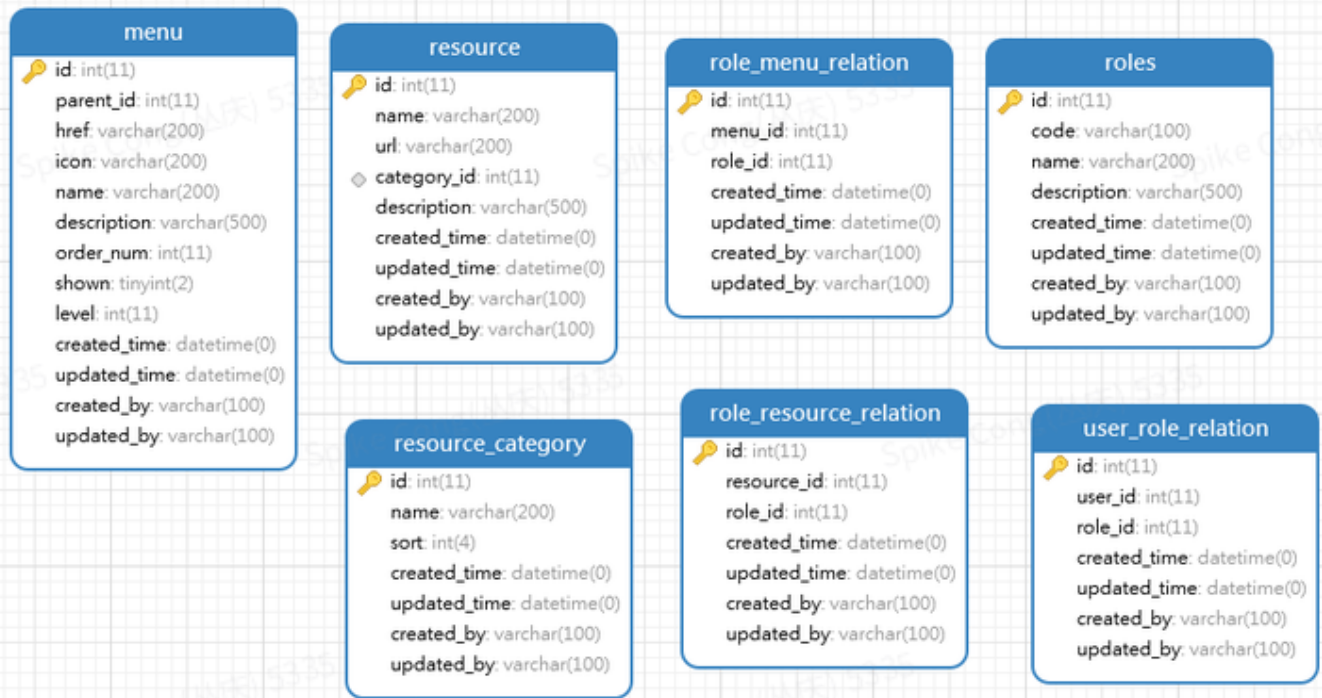 menu
id: int(11)
parent_id: int(11)
href: varchar(200)
icon: varchar(200)
name: varchar(200)
description: varchar(500)
order_num: int(11)
shown: tinyint(2)
level: int(11)
created_time: datetime(0)
updated_time: datetime(0)
created_by: varchar(100)
updated_by: varchar(100)
resource
id: int(11)
name: varchar(200)
url: varchar(200)
category_id: int(11)
description: varchar(500)
created_time: datetime(0)
updated_time: datetime(0)
created_by: varchar(100)
updated_by: varchar(100)
role_menu_relation
id: int(11)
menu_id: int(11)
role_id: int(11)
created_time: datetime(0)
updated_time: datetime(0)
created_by: varchar(100)
updated_by: varchar(100)
roles
id: int(11)
code: varchar(100)
name: varchar(200)
description: varchar(500)
created_time: datetime(0)
updated_time: datetime(0)
created_by: varchar(100)
updated_by: varchar(100)
resource_category
id: int(11)
name: varchar(200)
sort: int(4)
created_time: datetime(0)
updated_time: datetime(0)
created_by: varchar(100)
updated_by: varchar(100)
role_resource_relation
id: int(11)
resource_id: int(11)
role_id: int(11)
created_time: datetime(0)
updated_time: datetime(0)
created_by: varchar(100)
updated_by: varchar(100)
user_role_relation
id: int(11)
user_id: int(11)
role_id: int(11)
created_time: datetime(0)
updated_time: datetime(0)
created_by: varchar(100)
updated_by: varchar(100)